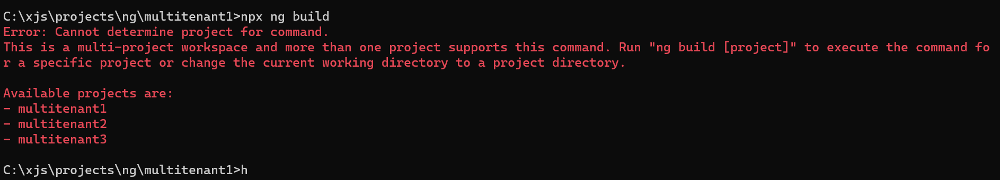 C:\xjs\projects\ng\multitenant1>npx ng build
Error: Cannot determine project for command.
This is a multi-project workspace and more than one project supports this command. Run "ng build [project]" to execute the command fo
r a specific project or change the current working directory to a project directory.
Available projects are:
- multitenant1
- multitenant2
- multitenant3
C:\xjs\projects\ng\multitenant1>h